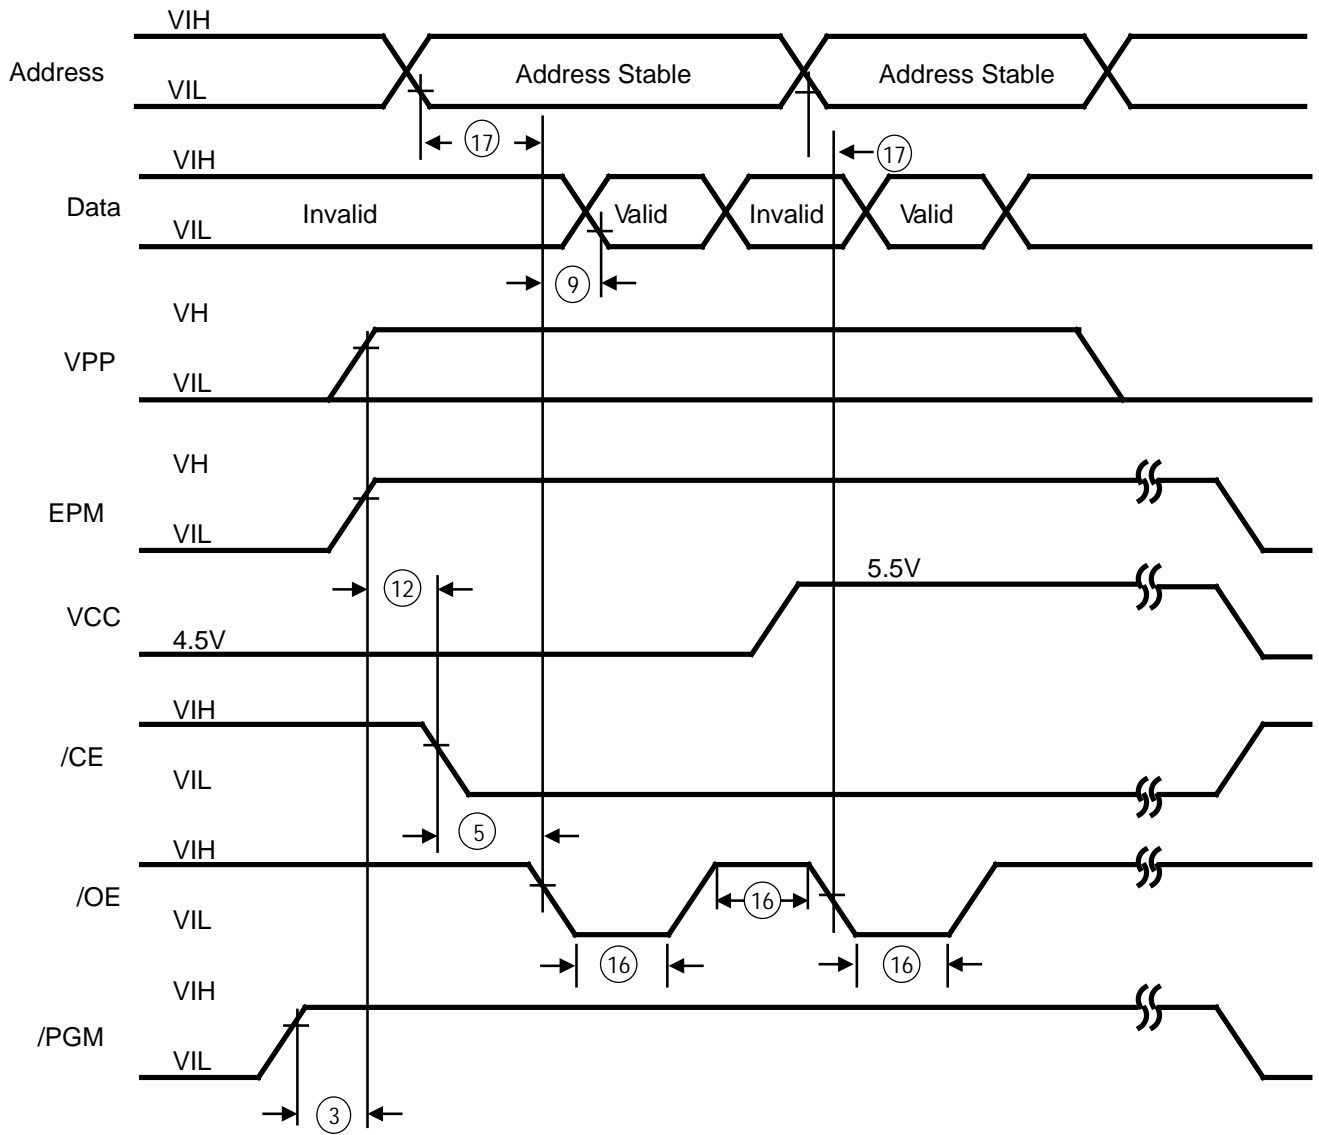 VIH
Address
Address Stable
Address Stable
VIL
17
VIH
17
Data
Invalid
Valid
Invalid
Valid
VIL
9
VH
VPP
VIL
VH
EPM
VIL
5.5V
12
VCC
4.5V
VIH
/CE
VIL
5
VIH
/OE
16
VIL
16
16
VIH
/PGM
VIL
3